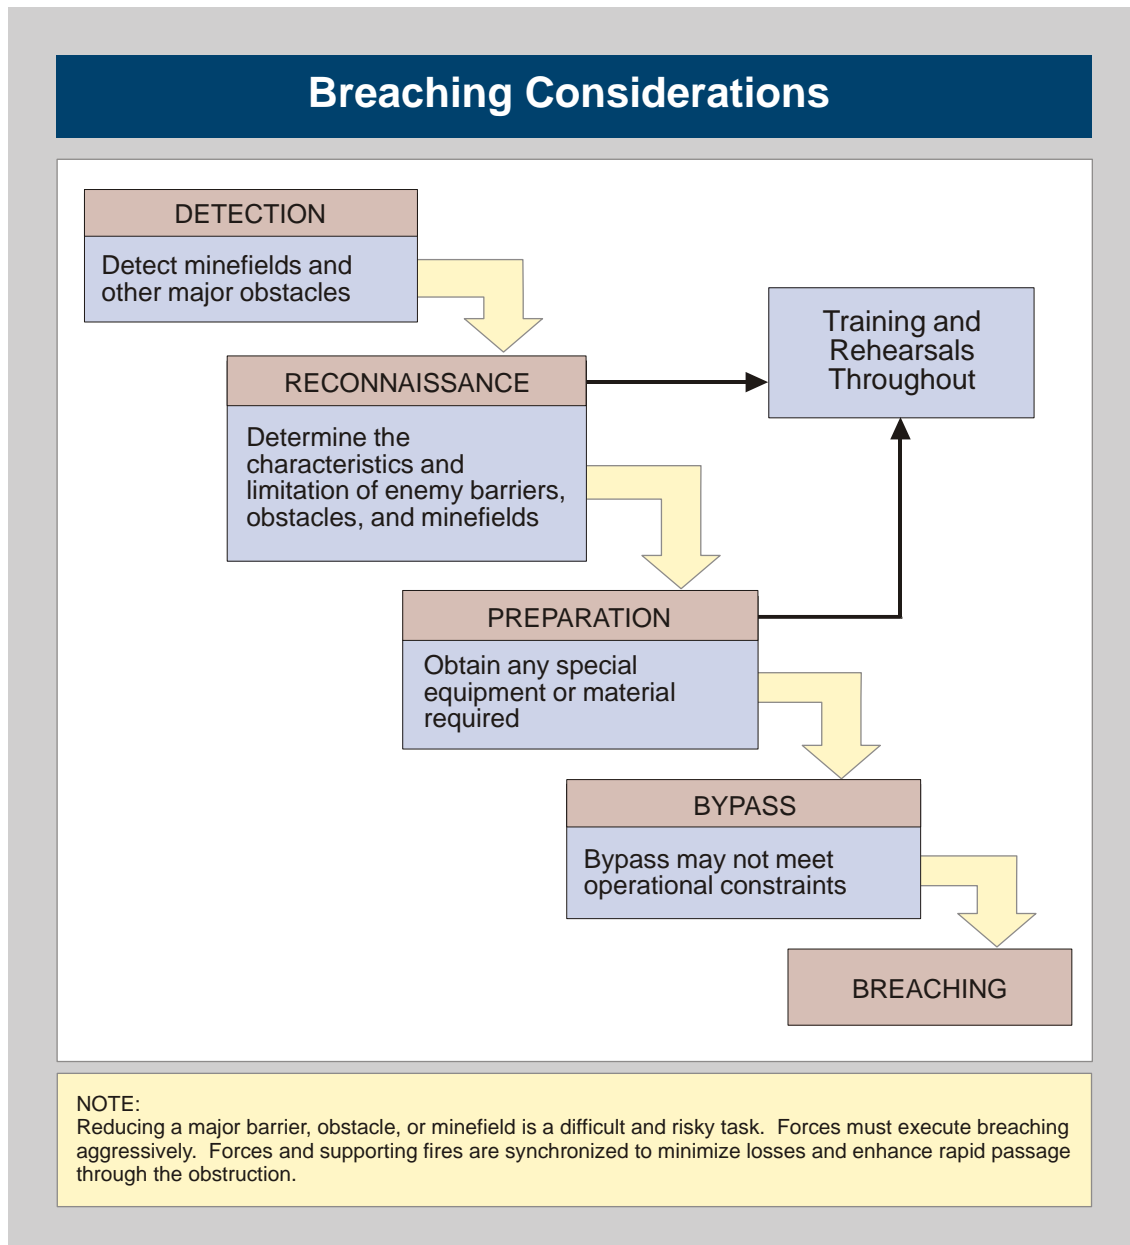 Breaching Considerations
DETECTION
Detect minefields and
other major obstacles
Training and
Rehearsals
Throughout
RECONNAISSANCE
Determine the
characteristics and
limitation of enemy barriers,
obstacles, and minefields
PREPARATION
Obtain any special
equipment or material
required
BYPASS
Bypass may not meet
operational constraints
BREACHING
NOTE:
Reducing a major barrier, obstacle, or minefield is a difficult and risky task.  Forces must execute breaching
aggressively.  Forces and supporting fires are synchronized to minimize losses and enhance rapid passage
through the obstruction.